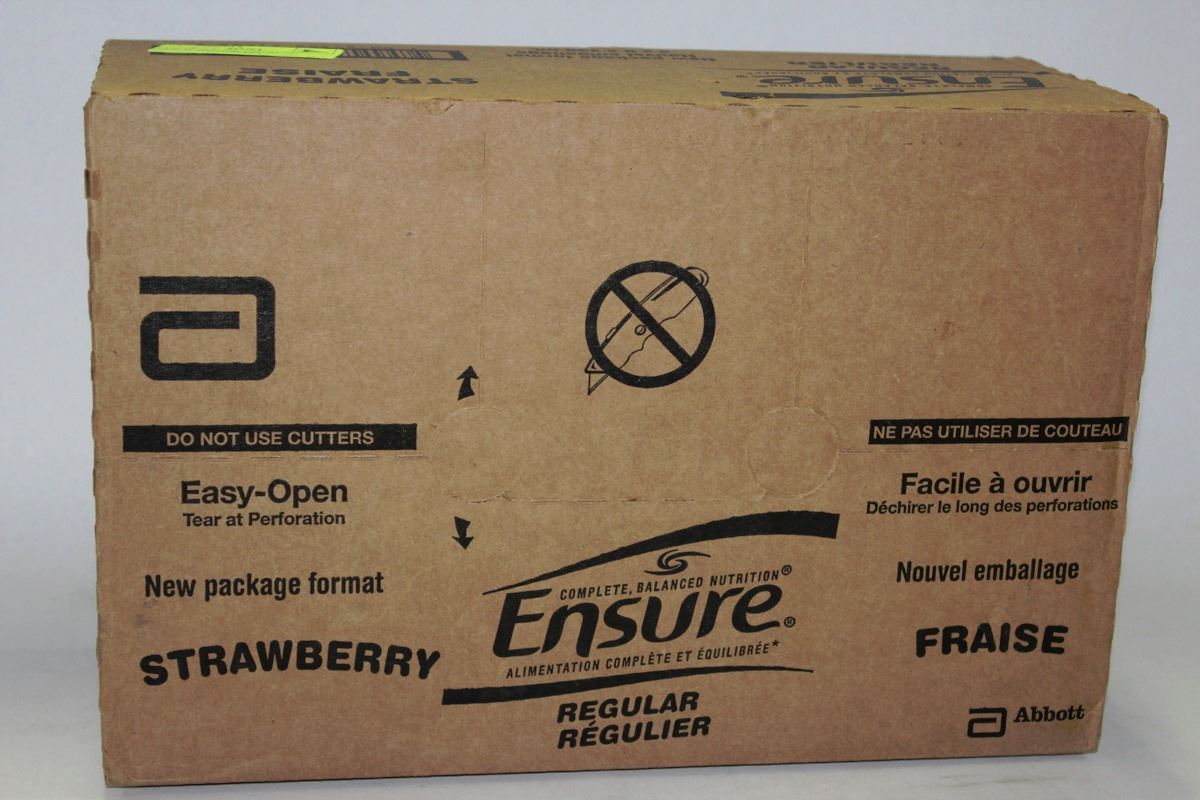 STRAWBERRY
FRAISE
Ensure
DO NOT USE CUTTERS
Easy-Open
Tear at Perforation
New package format
STRAWBERRY
COMPLETE, BALANCED NUTRITION®
Ensure®
ALIMENTATION COMPLÈTE ET ÉQUILIBRÉE*
REGULAR
RÉGULIER
NE PAS UTILISER DE COUTEAU
Facile à ouvrir
Déchirer le long des perforations
Nouvel emballage
FRAISE
Abbott